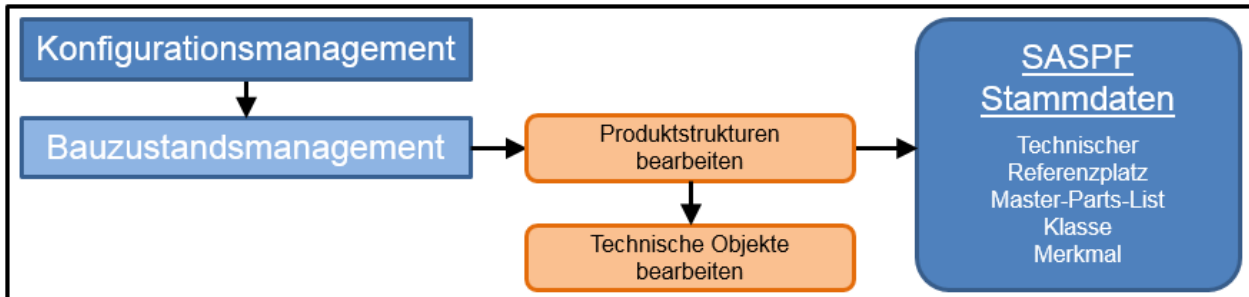 Konfigurationsmanagement
Bauzustandsmanagement
Produktstrukturen
bearbeiten
Technische Objekte
bearbeiten
SASPF
Stammdaten
Technischer
Referenzplatz
Master-Parts-List
Klasse
Merkmal